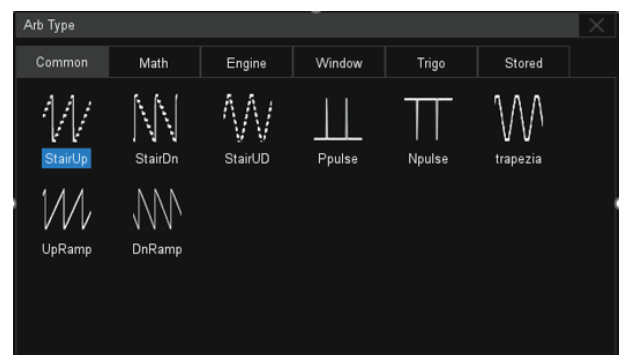 Arb Type
Common Math Engine Window Trigo Stored
StairUp StairDn StairUD Ppulse Npulse trapezia
UpRamp DnRamp